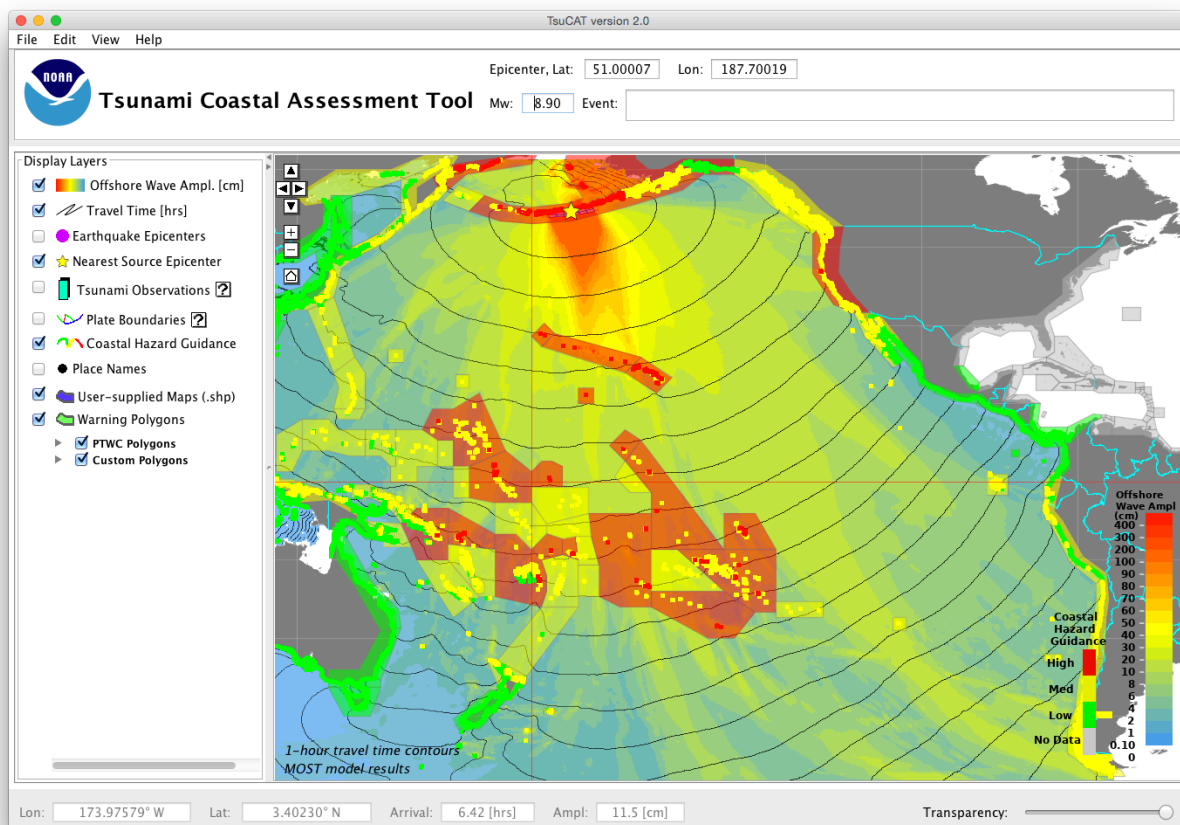 TsuCAT version 2.0
File Edit View Help
NOAA
Tsunami Coastal Assessment Tool
Epicenter, Lat: 51.00007 Lon: 187.70019
Mw: 8.90 Event:
Display Layers
Offshore Wave Ampl. [cm]
Travel Time [hrs]
Earthquake Epicenters
Nearest Source Epicenter
Tsunami Observations ?
Plate Boundaries ?
Coastal Hazard Guidance
Place Names
User-supplied Maps (.shp)
Warning Polygons
PTWC Polygons
Custom Polygons
Offshore
Wave Ampl
(cm)
400
300
200
100
90
80
70
60
50
40
30
20
10
8
6
4
2
1
0.10
0
Coastal
Hazard
Guidance
High
Med
Low
No Data
1-hour travel time contours
MOST model results
Lon: 173.97579° W Lat: 3.40230° N Arrival: 6.42 [hrs] Ampl: 11.5 [cm] Transparency: